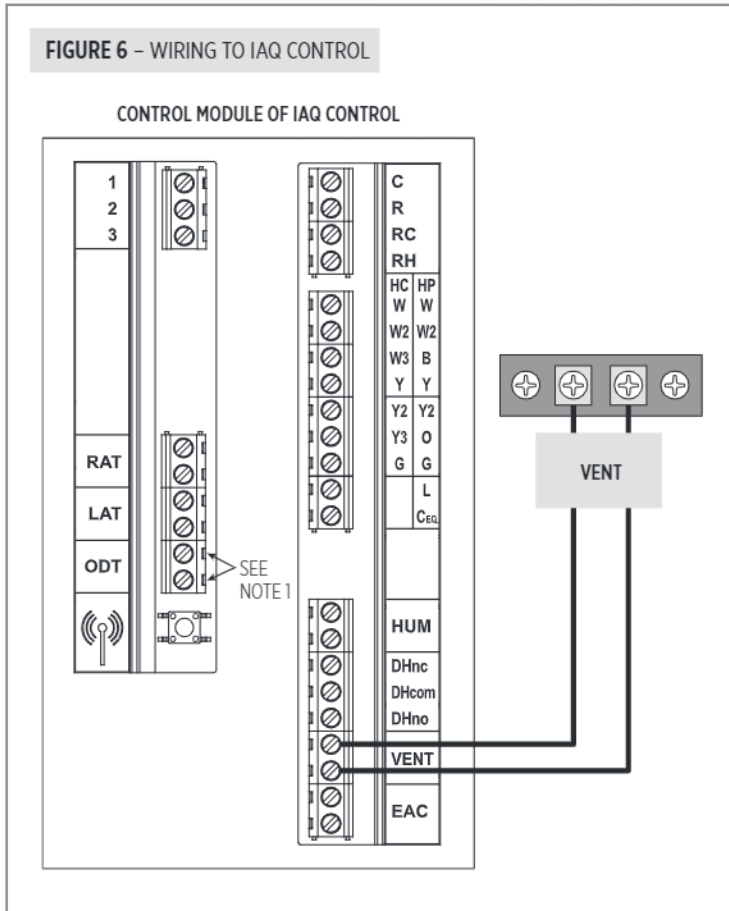 FIGURE 6 – WIRING TO IAQ CONTROL
CONTROL MODULE OF IAQ CONTROL
1
2
3
RAT
LAT
ODT
SEE
NOTE 1
C
R
RC
RH
HC HP
W W
W2 W2
W3 B
Y Y
Y2 Y2
Y3 O
G G
L
CEQ
HUM
DHnc
DHcom
DHno
VENT
EAC
VENT